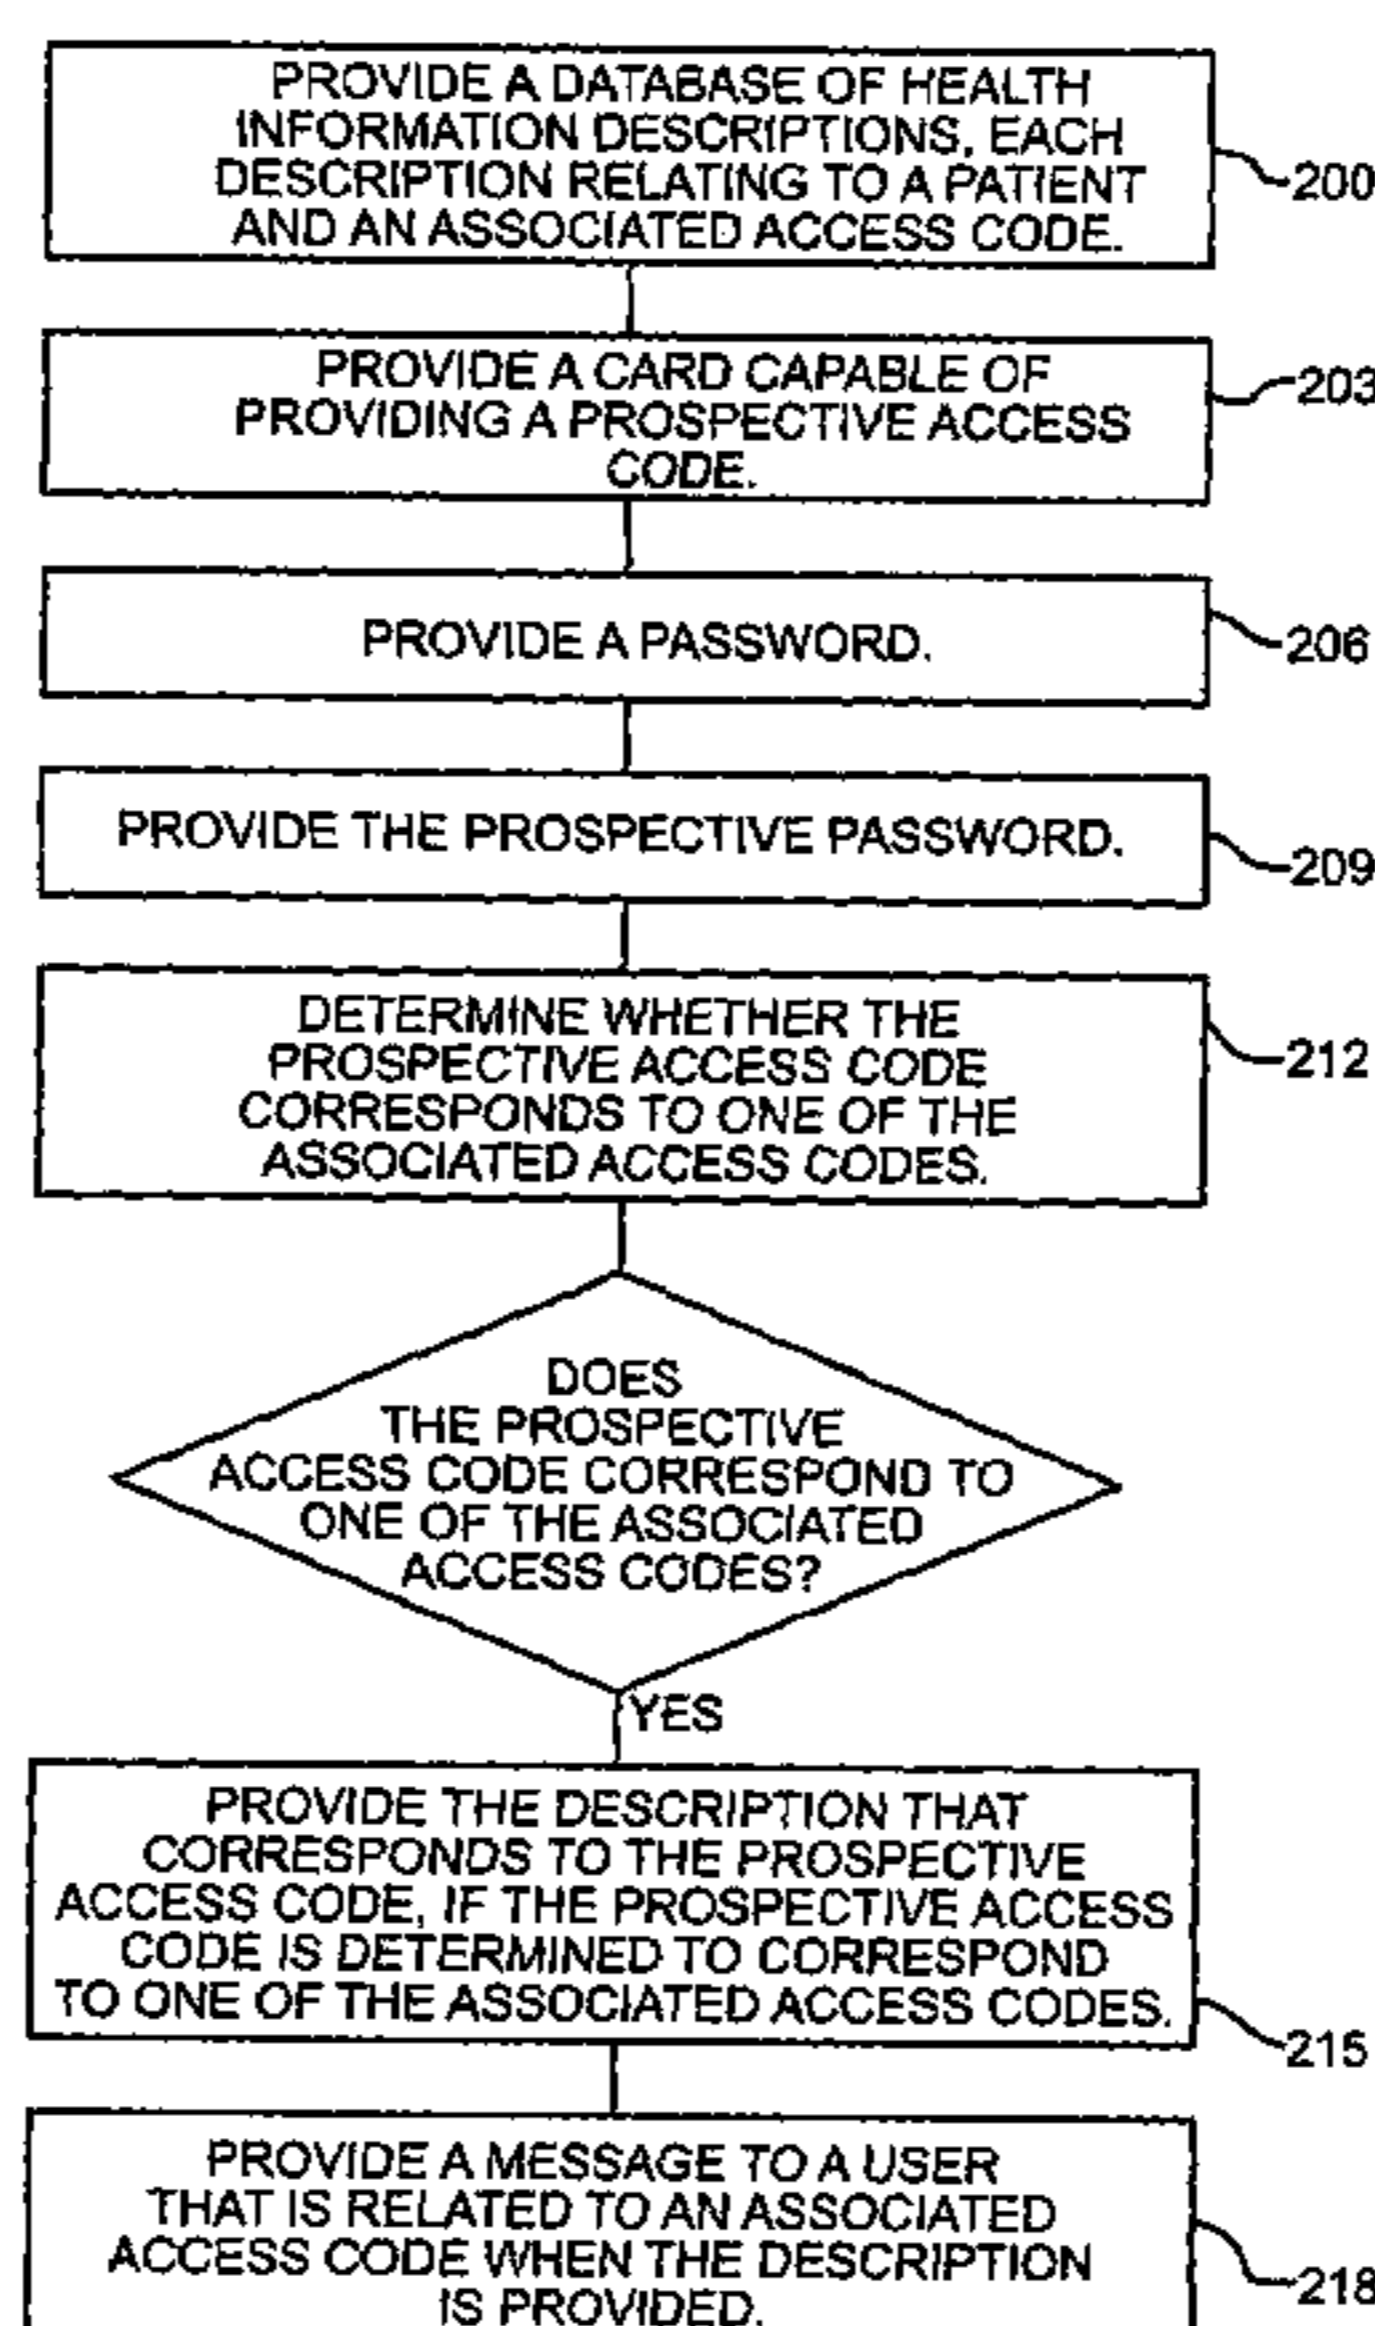 PROVIDE A DATABASE OF HEALTH
INFORMATION DESCRIPTIONS, EACH
DESCRIPTION RELATING TO A PATIENT
AND AN ASSOCIATED ACCESS CODE.
200
PROVIDE A CARD CAPABLE OF
PROVIDING A PROSPECTIVE ACCESS
CODE.
203
PROVIDE A PASSWORD.
206
PROVIDE THE PROSPECTIVE PASSWORD.
209
DETERMINE WHETHER THE
PROSPECTIVE ACCESS CODE
CORRESPONDS TO ONE OF THE
ASSOCIATED ACCESS CODES.
212
DOES
THE PROSPECTIVE
ACCESS CODE CORRESPOND TO
ONE OF THE ASSOCIATED
ACCESS CODES?
YES
PROVIDE THE DESCRIPTION THAT
CORRESPONDS TO THE PROSPECTIVE
ACCESS CODE, IF THE PROSPECTIVE ACCESS
CODE IS DETERMINED TO CORRESPOND
TO ONE OF THE ASSOCIATED ACCESS CODES.
215
PROVIDE A MESSAGE TO A USER
THAT IS RELATED TO AN ASSOCIATED
ACCESS CODE WHEN THE DESCRIPTION
IS PROVIDED.
218